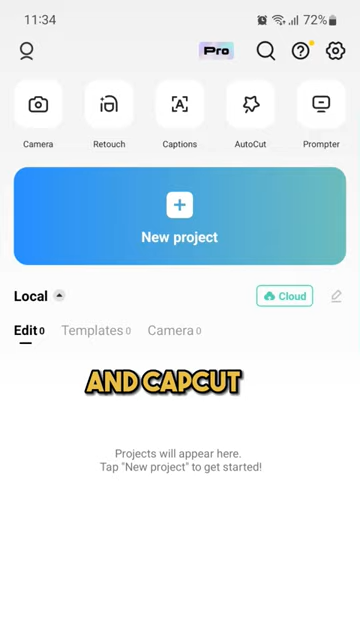 11:34
72%
Pro
Camera
Retouch
Captions
AutoCut
Prompter
New project
Local
Cloud
Edit 0
Templates 0
Camera 0
AND CAPCUT
Projects will appear here.
Tap "New project" to get started!